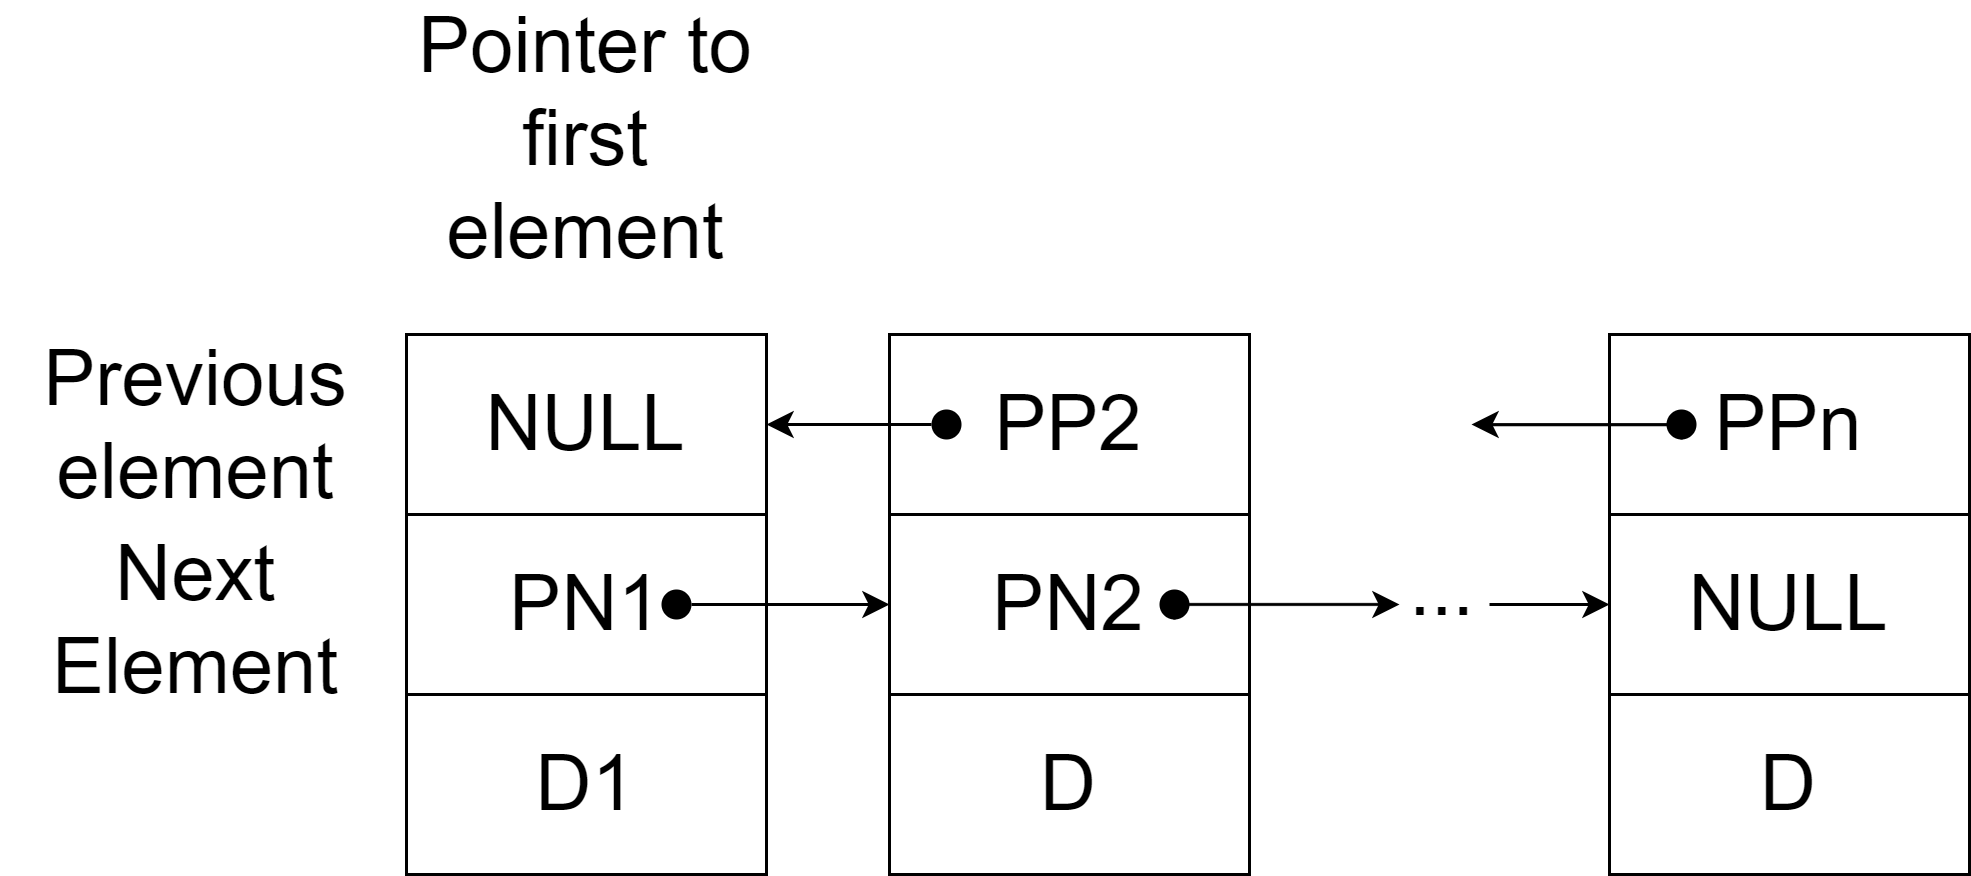 Pointer to
first
element
Previous
element
NULL
PP2
PPn
Next
Element
PN1
PN2
...
NULL
D1
D
D